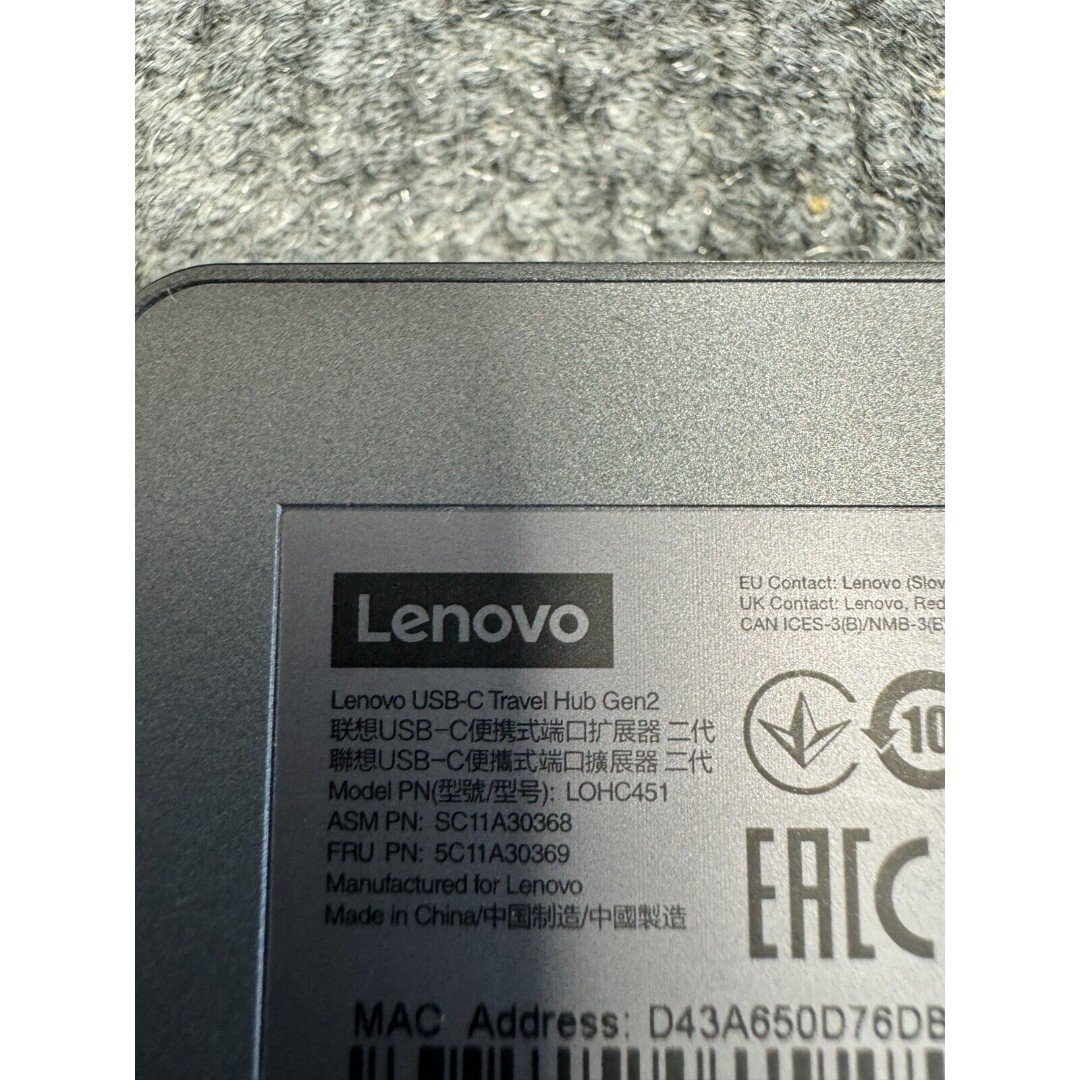 Lenovo
Lenovo USB-C Travel Hub Gen2
联想USB-C便携式端口扩展器 二代
聯想USB-C便攜式端口擴展器 二代
Model PN(型號/型号): LOHC451
ASM PN: SC11A30368
FRU PN: 5C11A30369
Manufactured for Lenovo
Made in China/中国制造/中國製造
EU Contact: Lenovo (Slov
UK Contact: Lenovo, Red
CAN ICES-3(B)/NMB-3(B
10
EAC
MAC Address: D43A650D76DB